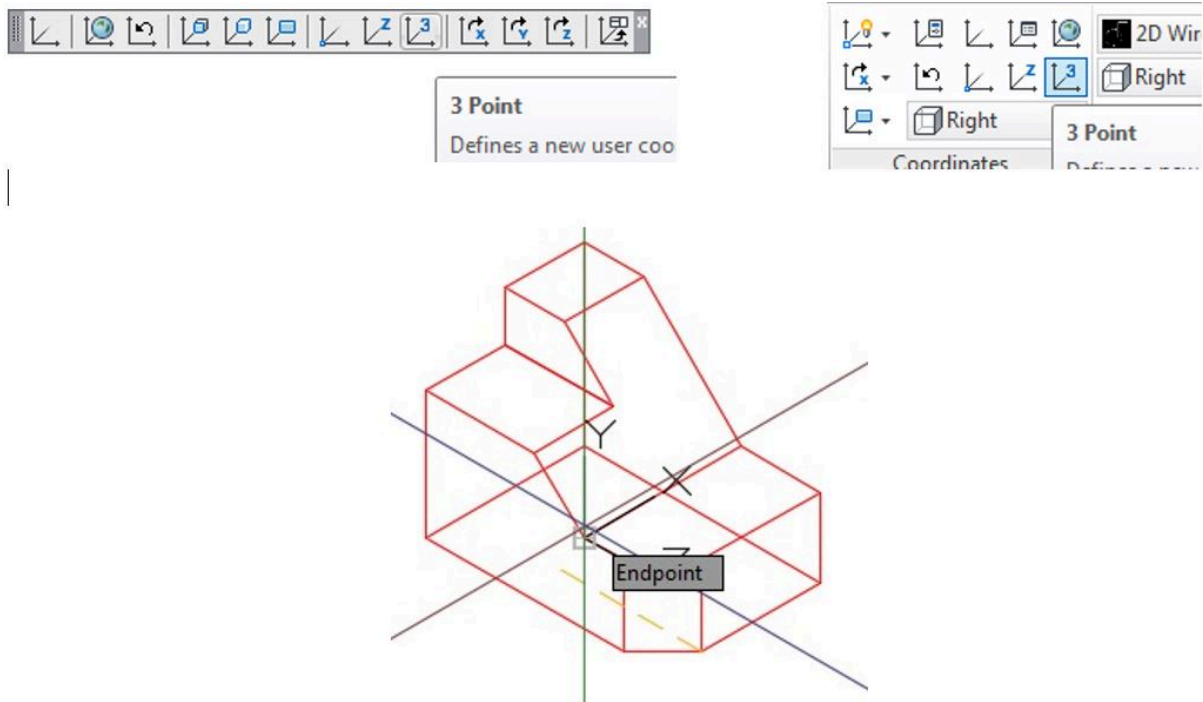 3 Point
Defines a new user coo
2D Wir
Right
Right
3 Point
Coordinates
Y
X
Z
Endpoint